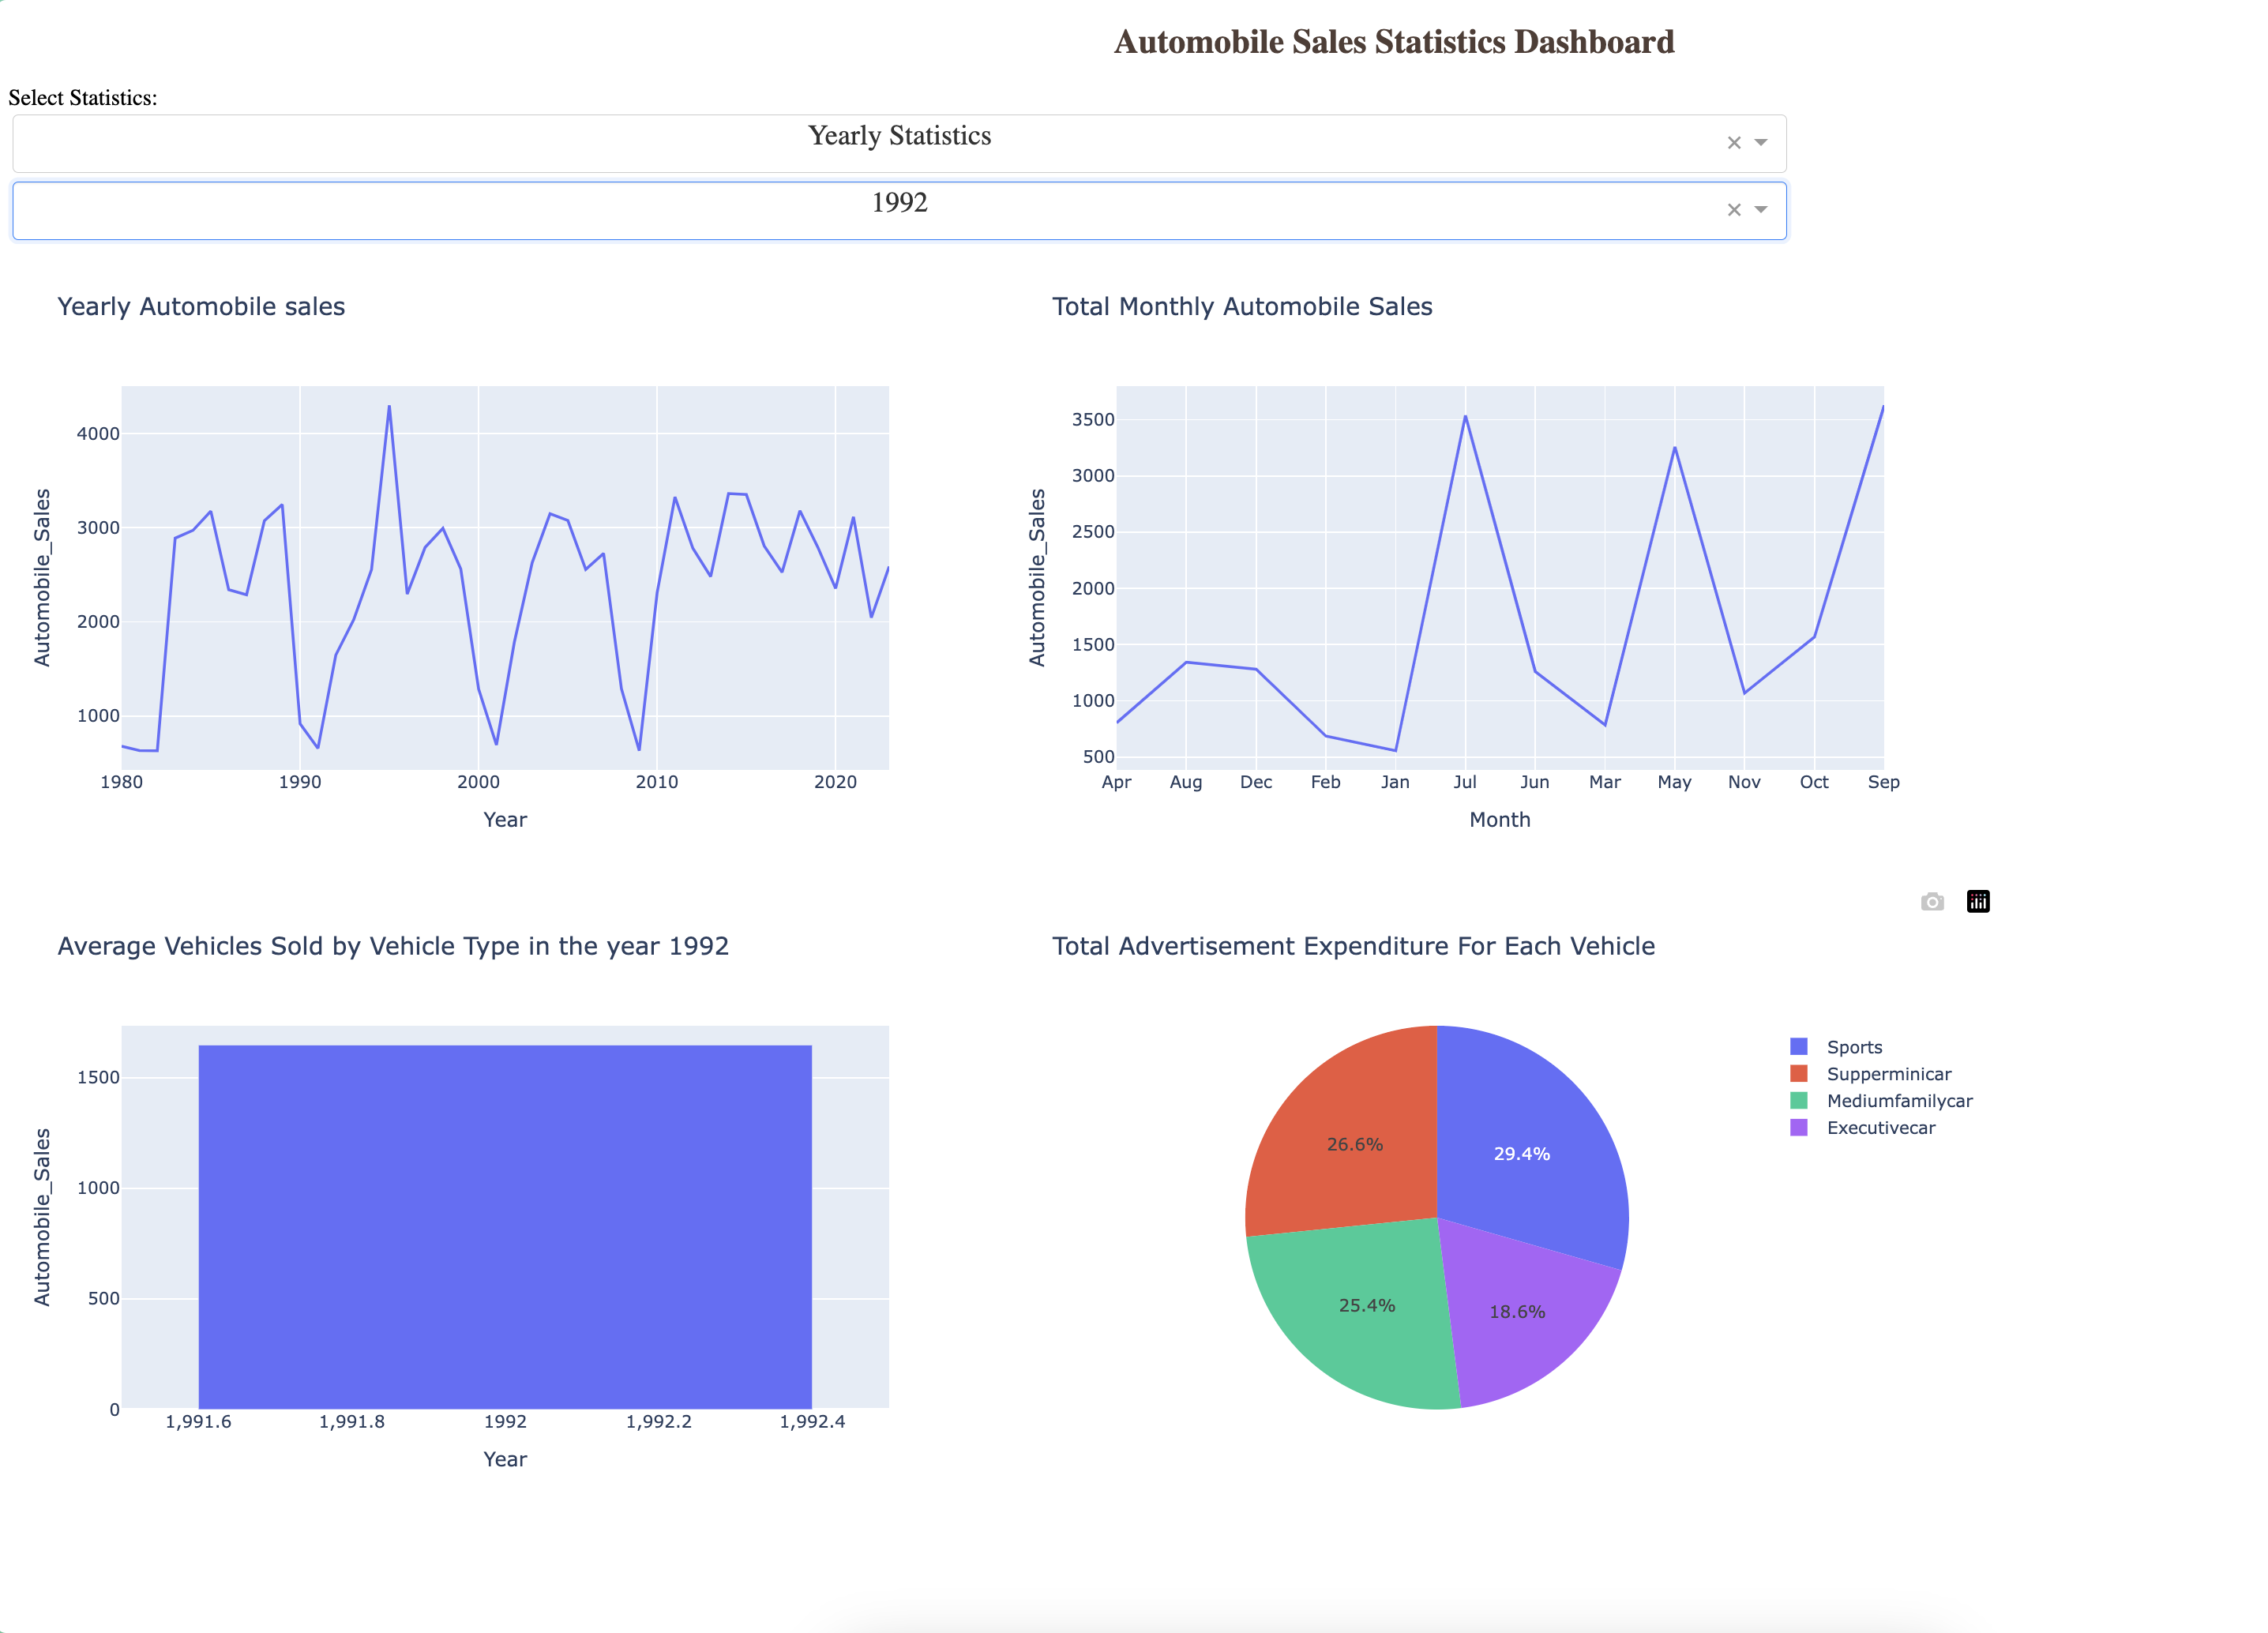 Automobile Sales Statistics Dashboard
Select Statistics:
Yearly Statistics
1992
Yearly Automobile sales
Automobile_Sales
4000
3000
2000
1000
1980 1990 2000 2010 2020
Year
Total Monthly Automobile Sales
Automobile_Sales
3500
3000
2500
2000
1500
1000
500
Apr Aug Dec Feb Jan Jul Jun Mar May Nov Oct Sep
Month
Average Vehicles Sold by Vehicle Type in the year 1992
Automobile_Sales
1500
1000
500
0
1,991.6 1,991.8 1992 1,992.2 1,992.4
Year
Total Advertisement Expenditure For Each Vehicle
26.6%
29.4%
25.4%
18.6%
Sports
Supperminicar
Mediumfamilycar
Executivecar